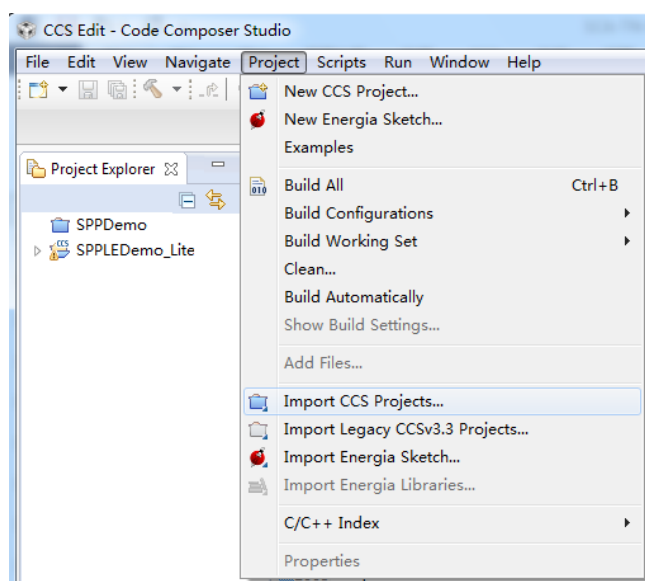 CCS Edit - Code Composer Studio
File Edit View Navigate Project Scripts Run Window Help
New CCS Project...
New Energia Sketch...
Examples
Project Explorer
Build All Ctrl+B
Build Configurations
SPPDemo
Build Working Set
SPPLEDemo_Lite
Clean...
Build Automatically
Show Build Settings...
Add Files...
Import CCS Projects...
Import Legacy CCSv3.3 Projects...
Import Energia Sketch...
Import Energia Libraries...
C/C++ Index
Properties